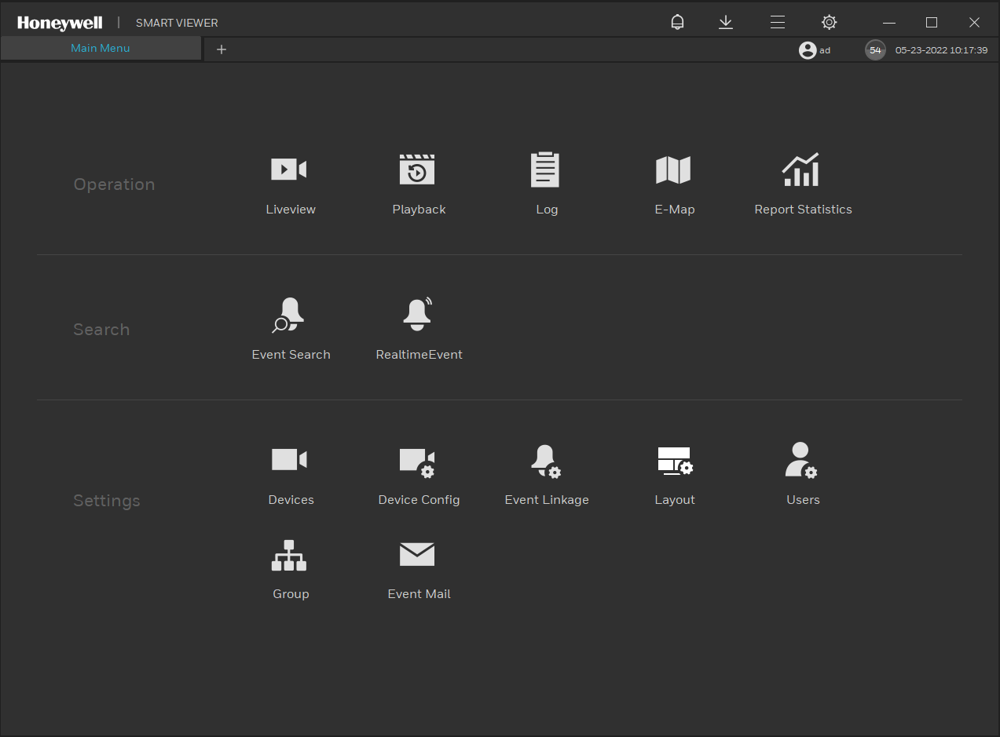 Honeywell | SMART VIEWER
Main Menu + ad 54 05-23-2022 10:17:39
Operation
Liveview Playback Log E-Map Report Statistics
Search
Event Search RealtimeEvent
Settings
Devices Device Config Event Linkage Layout Users
Group Event Mail